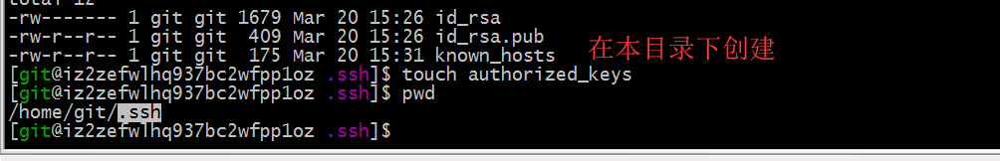 total 12
-rw------- 1 git git 1679 Mar 20 15:26 id_rsa
-rw-r--r-- 1 git git  409 Mar 20 15:26 id_rsa.pub
-rw-r--r-- 1 git git  175 Mar 20 15:31 known_hosts
在本目录下创建
[git@iz2zefwlhq937bc2wfpp1oz .ssh]$ touch authorized_keys
[git@iz2zefwlhq937bc2wfpp1oz .ssh]$ pwd
/home/git/.ssh
[git@iz2zefwlhq937bc2wfpp1oz .ssh]$